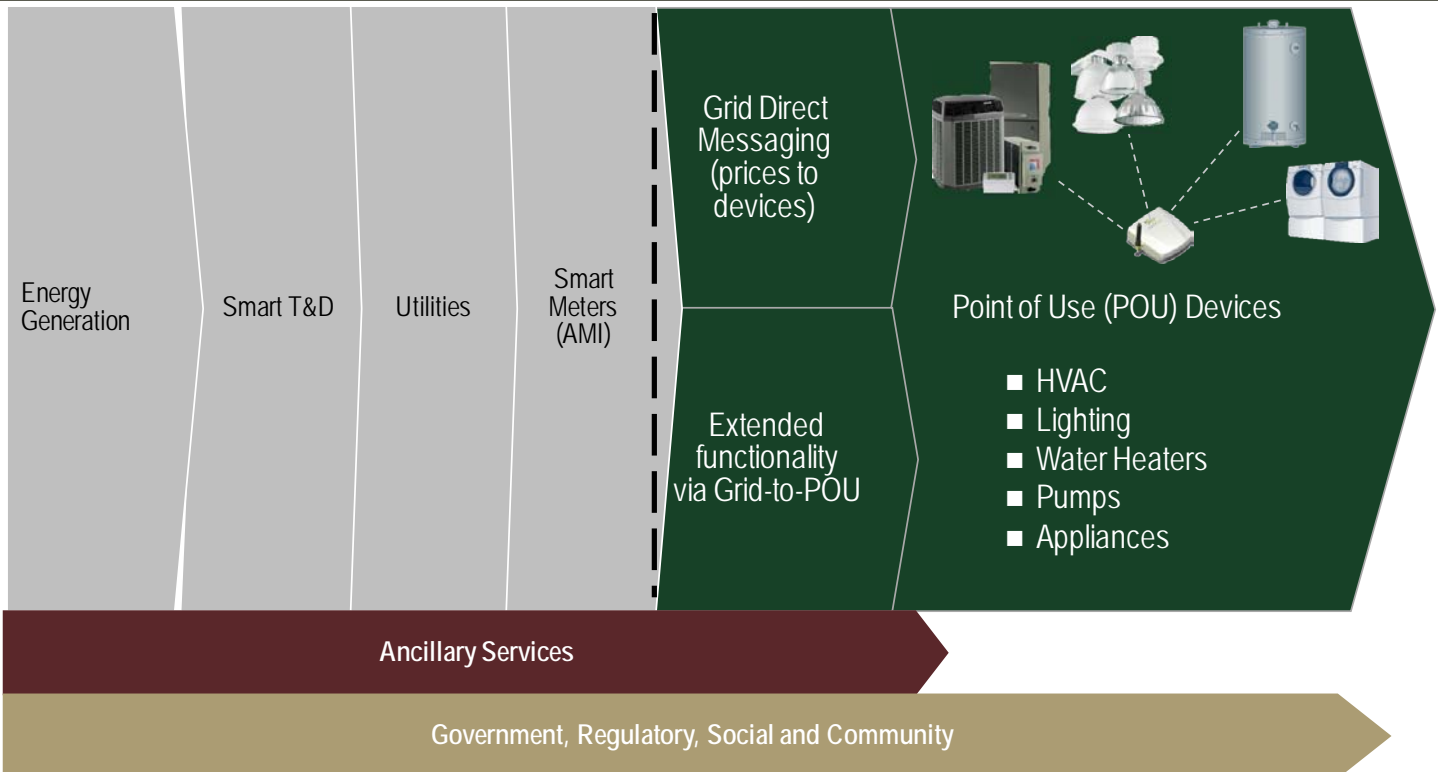 Energy
Generation
Smart T&D
Utilities
Smart
Meters
(AMI)
Grid Direct
Messaging
(prices to
devices)
Extended
functionality
via Grid-to-POU
Point of Use (POU) Devices
■ HVAC
■ Lighting
■ Water Heaters
■ Pumps
■ Appliances
Ancillary Services
Government, Regulatory, Social and Community